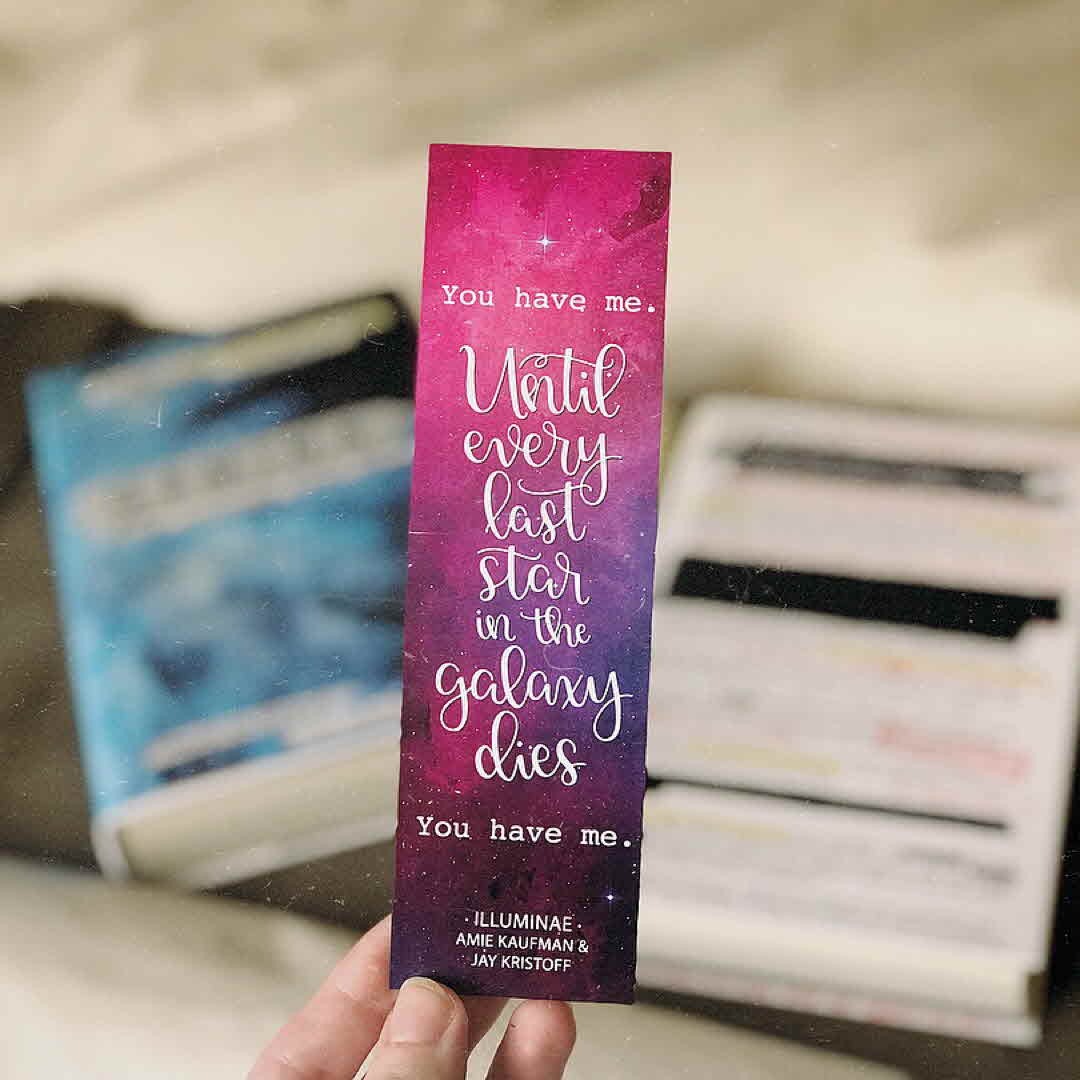 You have me.
Until
every
last
star
in the
galaxy
dies
You have me.
· ILLUMINAE ·
AMIE KAUFMAN &
JAY KRISTOFF